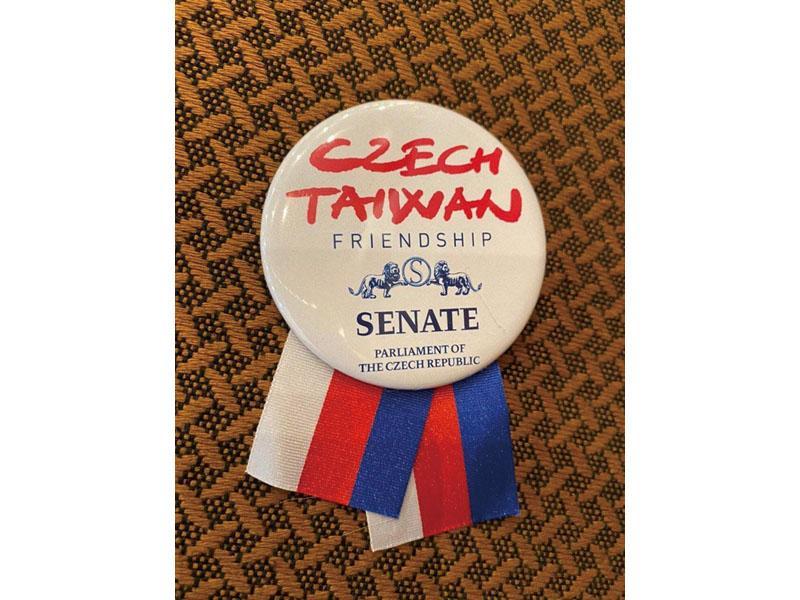 CZECH
TAIWAN
FRIENDSHIP
S
SENATE
PARLIAMENT OF
THE CZECH REPUBLIC